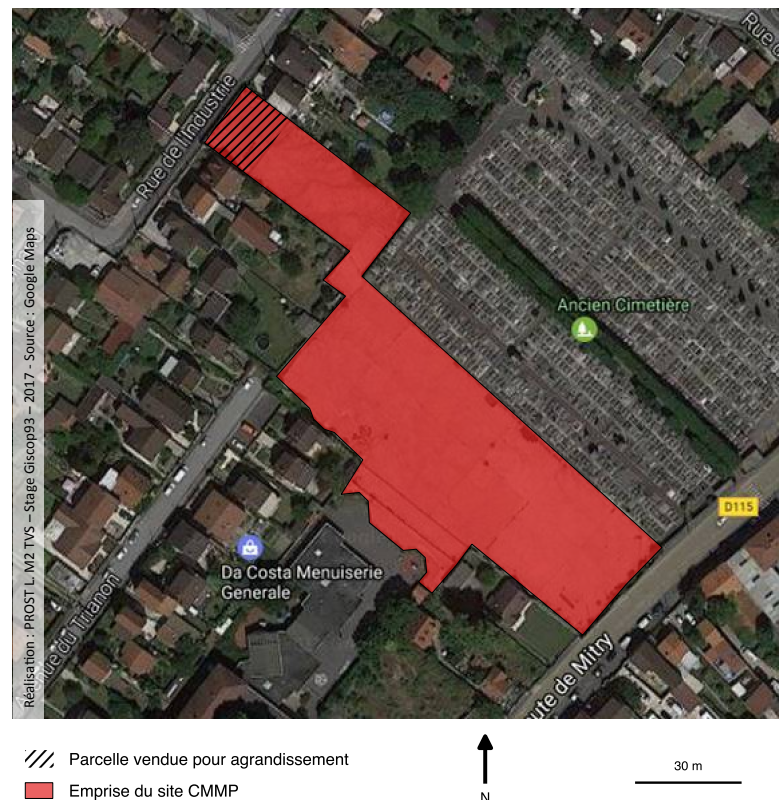 Rue de l'Industrie
Ancien Cimetière
D115
Da Costa Menuiserie
Generale
Rue
ue du Trianon
oute de Mitry
Réalisation : PROST L. M2 TVS – Stage Giscop93 – 2017 - Source : Google Maps
Parcelle vendue pour agrandissement
Emprise du site CMMP
N
30 m